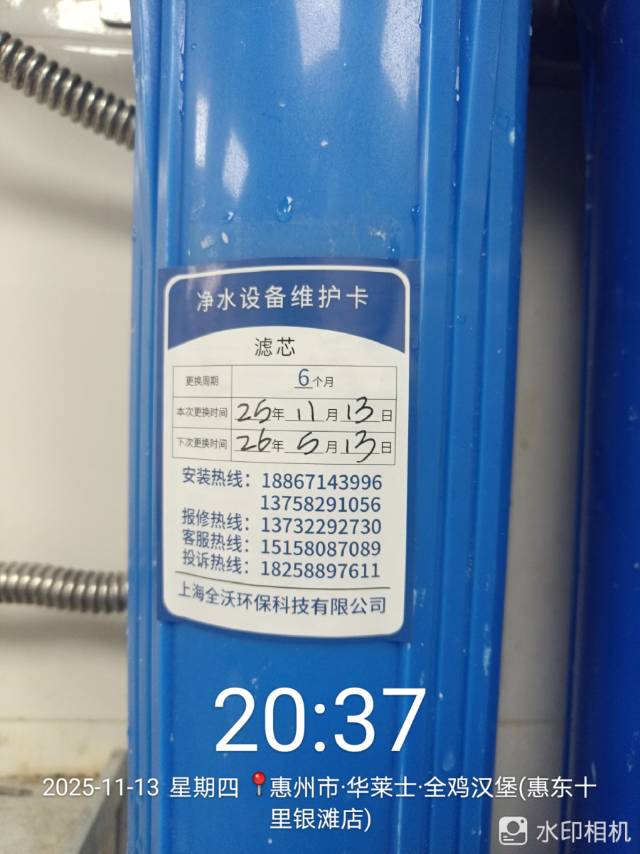 净水设备维护卡
滤芯
更换周期 6个月
本次更换时间 25年11月13日
下次更换时间 26年5月13日
安装热线：18867143996
13758291056
报修热线：13732292730
客服热线：15158087089
投诉热线：18258897611
上海全沃环保科技有限公司
20:37
2025-11-13 星期四 惠州市·华莱士·全鸡汉堡(惠东十
里银滩店)
水印相机